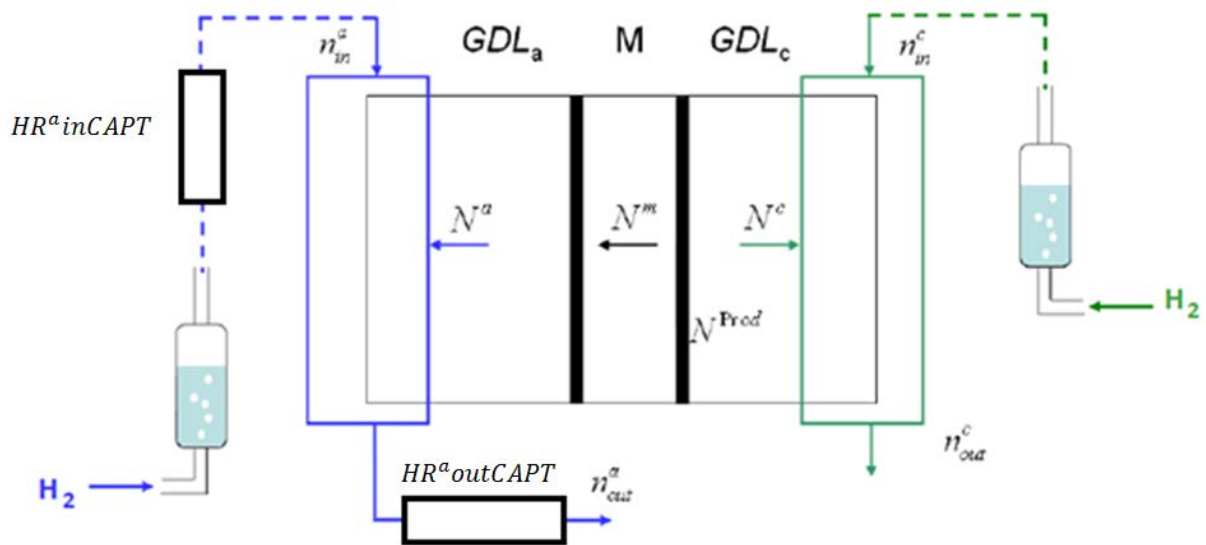 n^a_in
GDL_a
M
GDL_c
n^c_in
HR^a inCAPT
N^a
N^m
N^c
H_2
N^Prod
n^c_out
HR^a outCAPT
n^a_out
H_2